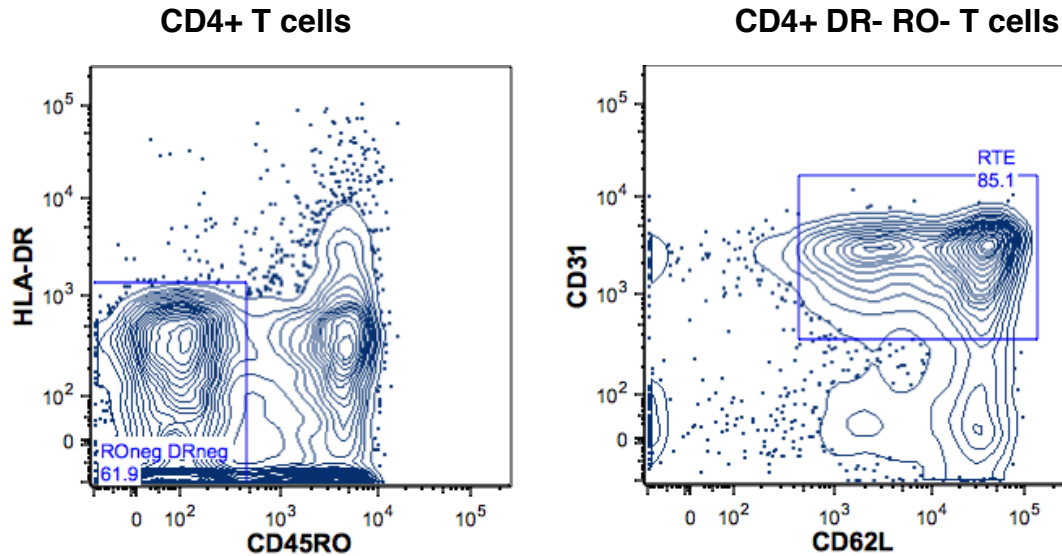 CD4+ T cells
HLA-DR
10^5
10^4
10^3
10^2
0
ROneg DRneg
61.9
0 10^2 10^3 10^4 10^5
CD45RO
CD4+ DR- RO- T cells
CD31
10^5
10^4
10^3
10^2
0
RTE
85.1
0 10^2 10^3 10^4 10^5
CD62L